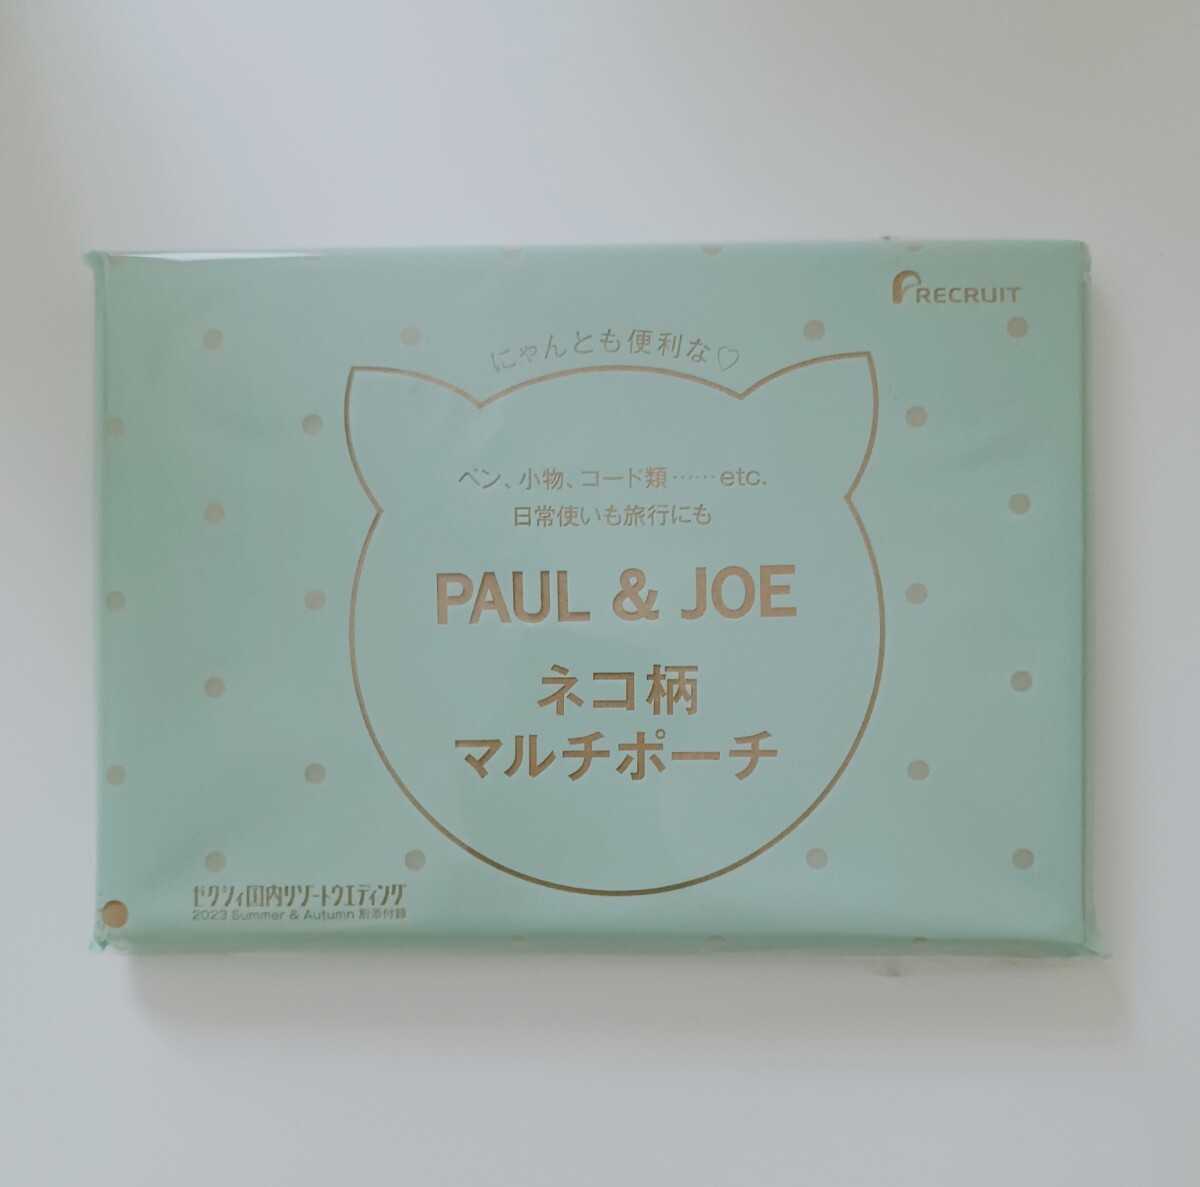 RECRUIT
にゃんとも便利な♡
ペン、小物、コード類……etc.
日常使いも旅行にも
PAUL & JOE
ネコ柄
マルチポーチ
ゼクシィ国内リゾートウエディング
2023 Summer & Autumn 別添付録